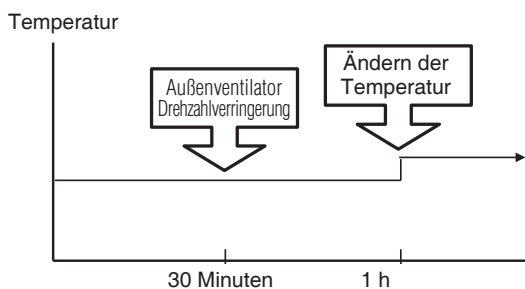 Temperatur
Außenventilator
Drehzahlverringerung
Ändern der
Temperatur
30 Minuten
1 h